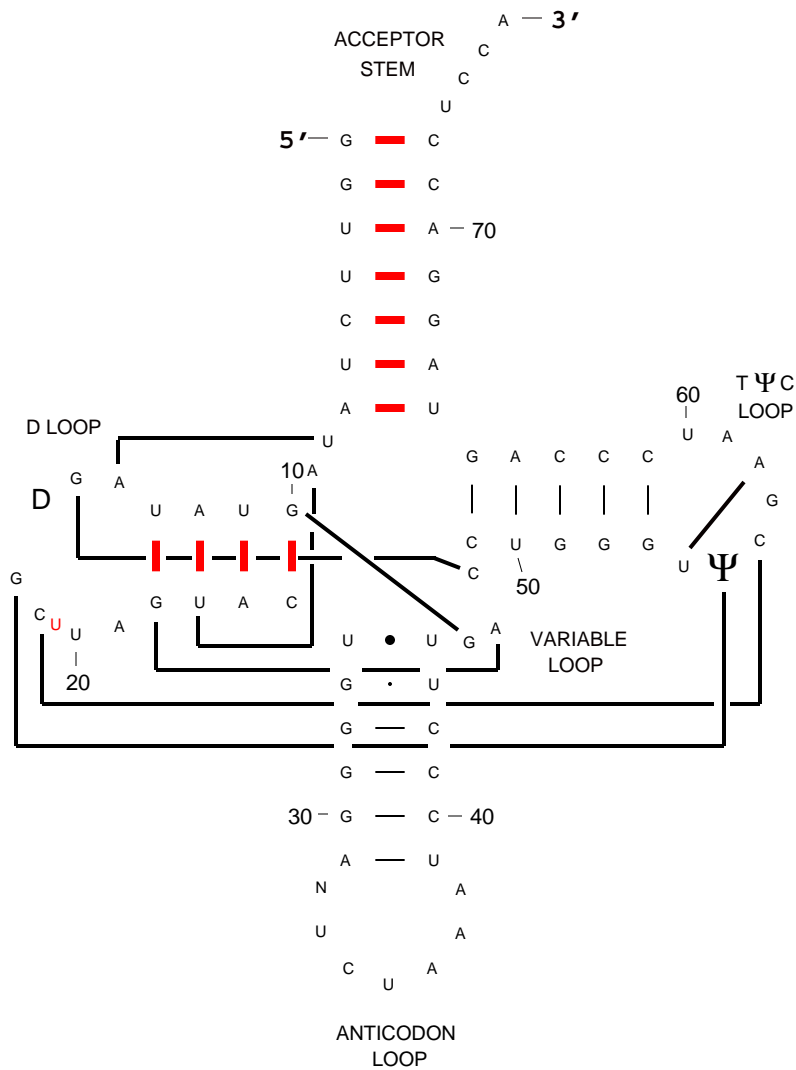 A 3′
ACCEPTOR
STEM
C
C
U
5′ G C
G C
U A 70
U G
C G
U A
A U
T Ψ C
LOOP
60
D LOOP
U U A
G A C C C A
G A 10 A
D G
U A U G
C U G G G U Ψ C
C 50
G
G U A C
C U U A
U U G A VARIABLE
LOOP
20
G U
G C
G C
30 G C 40
A U
N A
U A
C U A
ANTICODON
LOOP